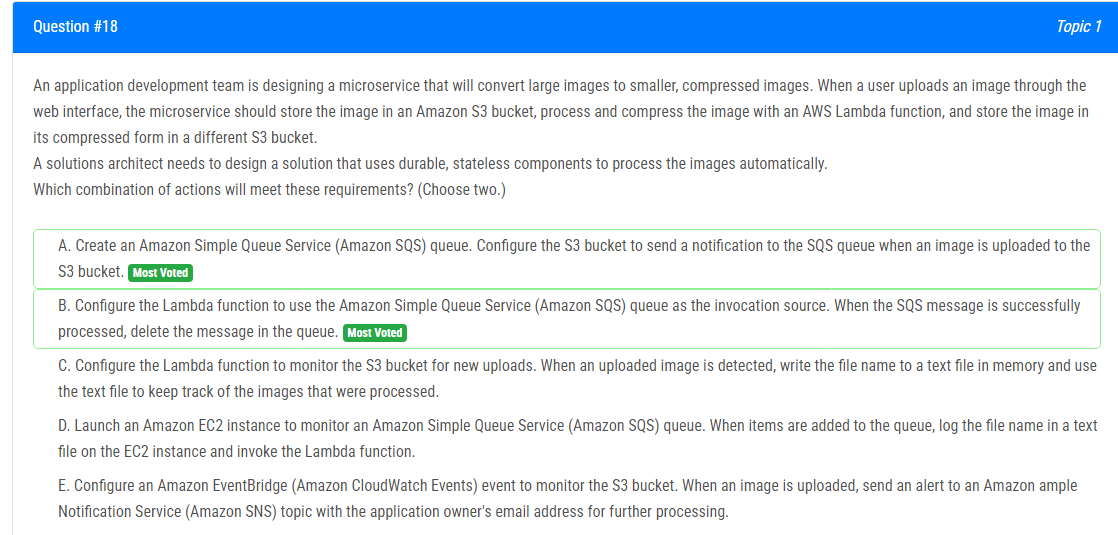 Question #18
Topic 1
An application development team is designing a microservice that will convert large images to smaller, compressed images. When a user uploads an image through the
web interface, the microservice should store the image in an Amazon S3 bucket, process and compress the image with an AWS Lambda function, and store the image in
its compressed form in a different S3 bucket.
A solutions architect needs to design a solution that uses durable, stateless components to process the images automatically.
Which combination of actions will meet these requirements? (Choose two.)
A. Create an Amazon Simple Queue Service (Amazon SQS) queue. Configure the S3 bucket to send a notification to the SQS queue when an image is uploaded to the
S3 bucket. Most Voted
B. Configure the Lambda function to use the Amazon Simple Queue Service (Amazon SQS) queue as the invocation source. When the SQS message is successfully
processed, delete the message in the queue. Most Voted
C. Configure the Lambda function to monitor the S3 bucket for new uploads. When an uploaded image is detected, write the file name to a text file in memory and use
the text file to keep track of the images that were processed.
D. Launch an Amazon EC2 instance to monitor an Amazon Simple Queue Service (Amazon SQS) queue. When items are added to the queue, log the file name in a text
file on the EC2 instance and invoke the Lambda function.
E. Configure an Amazon EventBridge (Amazon CloudWatch Events) event to monitor the S3 bucket. When an image is uploaded, send an alert to an Amazon ample
Notification Service (Amazon SNS) topic with the application owner's email address for further processing.